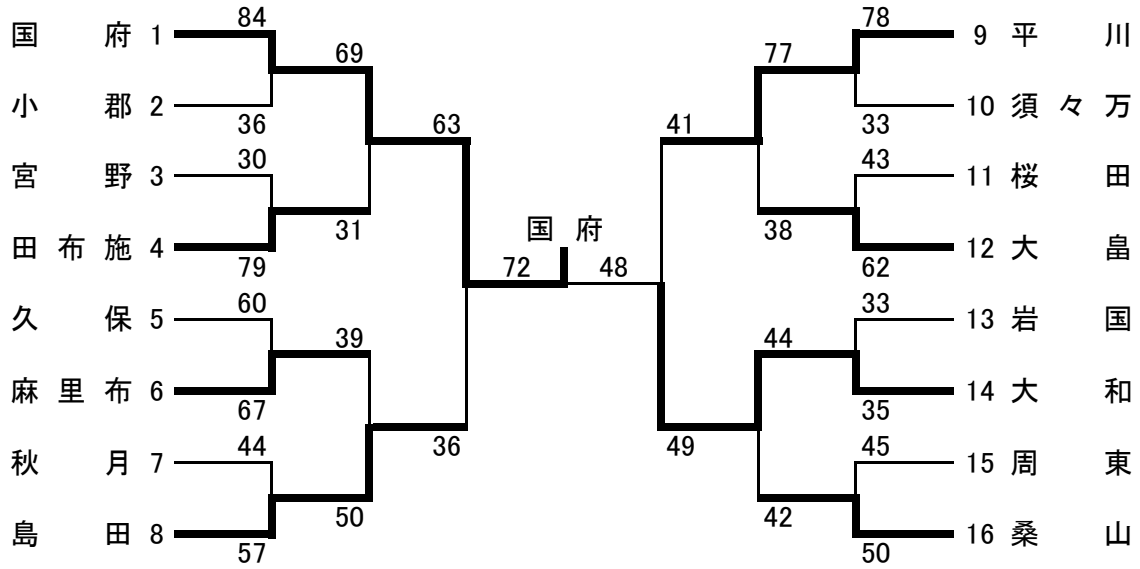 84 78
国府 1 9 平川
69 77
小郡 2 10 須々万
36 63 41 33
30 43
宮野 3 11 桜田
31 国府 38
田布施 4 12 大畠
79 72 48 62
60 33
久保 5 13 岩国
39 44
麻里布 6 14 大和
67 35
44 36 49 45
秋月 7 15 周東
50 42
島田 8 16 桑山
57 50